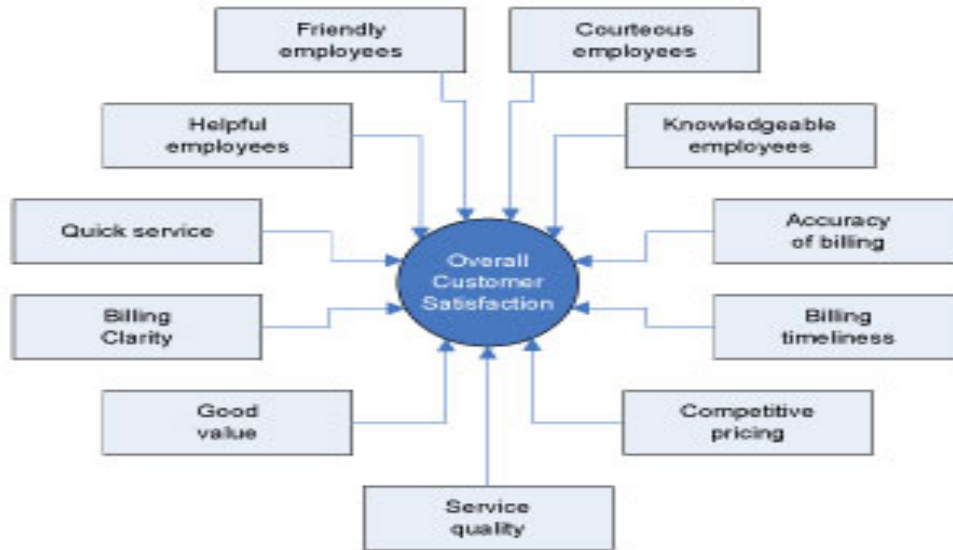 Friendly
employees
Courteous
employees
Helpful
employees
Knowledgeable
employees
Quick service
Accuracy
of billing
Overall
Customer
Satisfaction
Billing
Clarity
Billing
timeliness
Good
value
Competitive
pricing
Service
quality